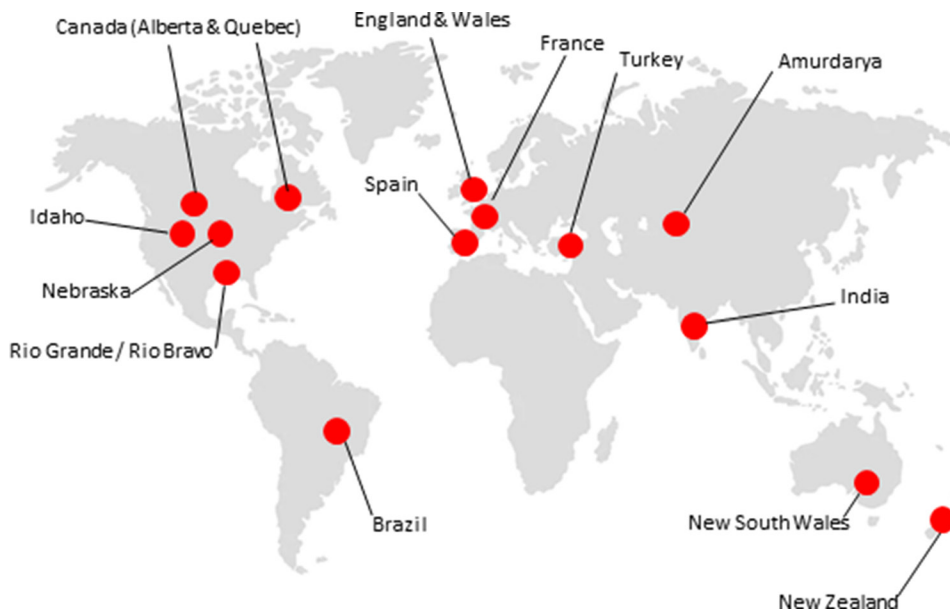 Canada (Alberta & Quebec)
England & Wales
France
Turkey
Amurdarya
Spain
Idaho
Nebraska
India
Rio Grande / Rio Bravo
Brazil
New South Wales
New Zealand